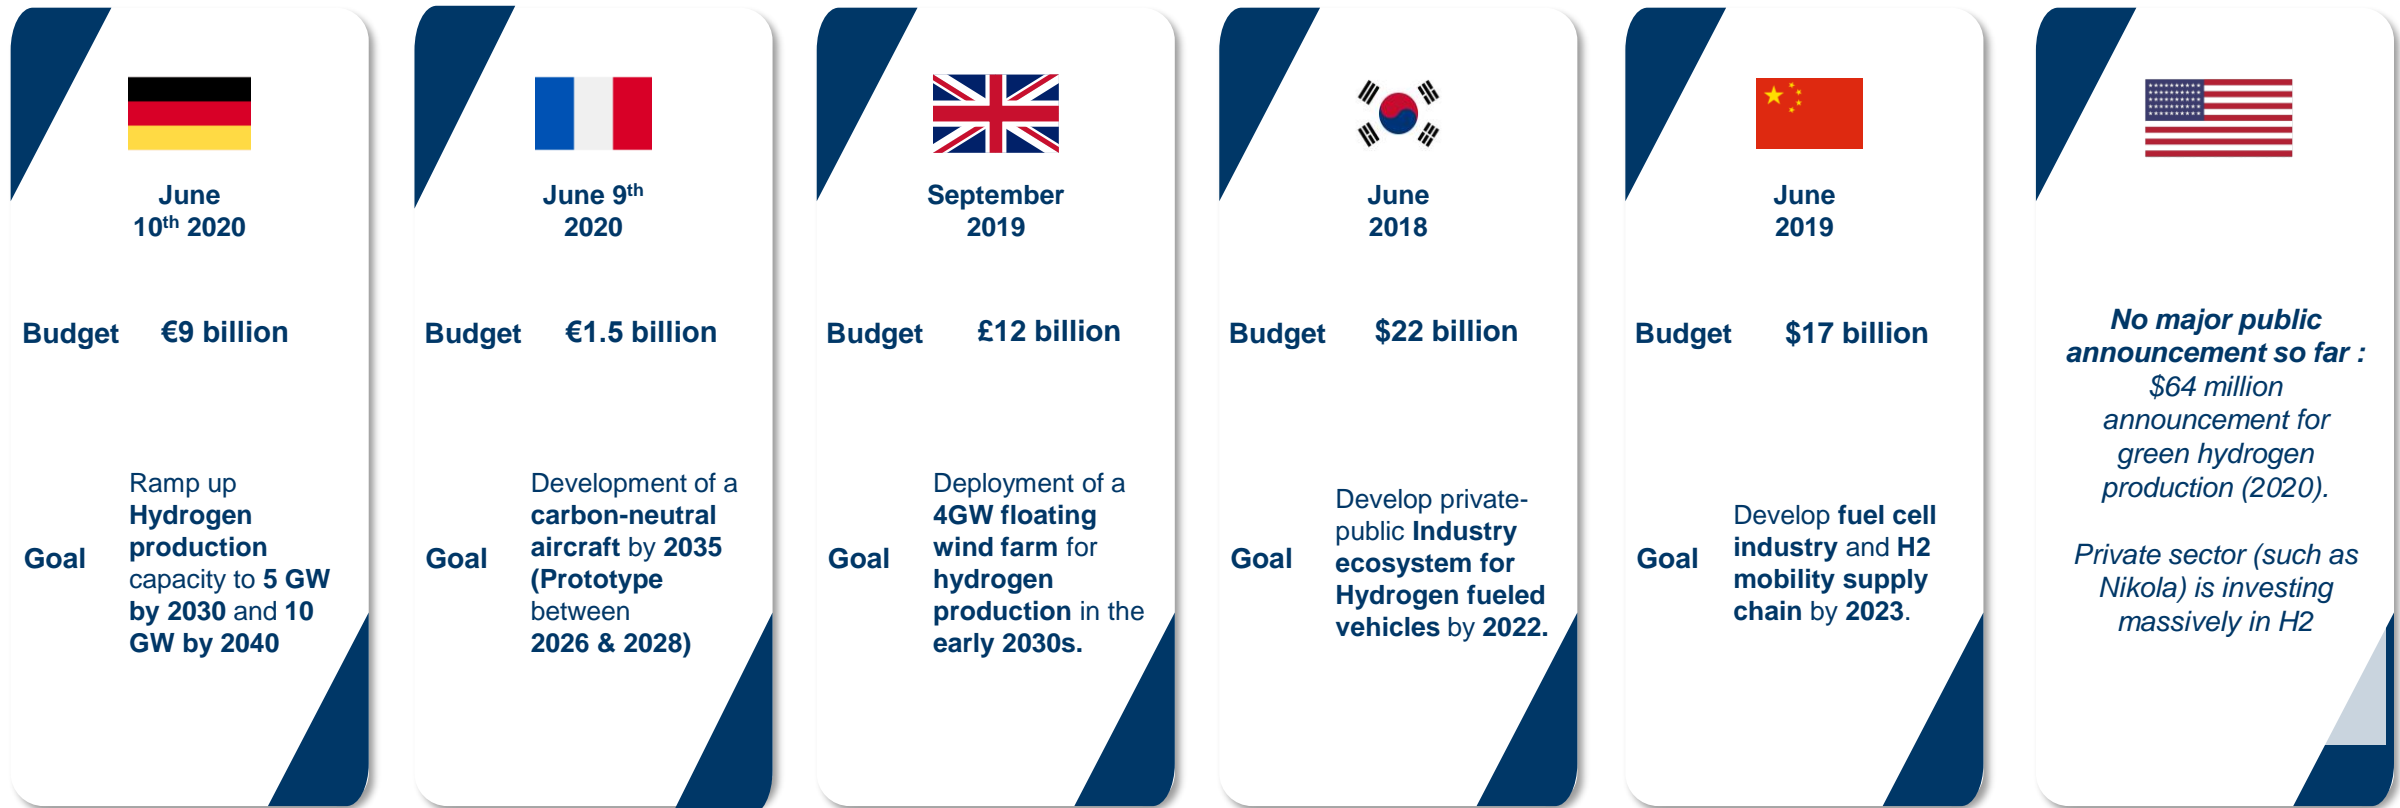 June
10th 2020
Budget €9 billion
Goal
Ramp up
Hydrogen
production
capacity to 5 GW
by 2030 and 10
GW by 2040
June 9th
2020
Budget €1.5 billion
Goal
Development of a
carbon-neutral
aircraft by 2035
(Prototype
between
2026 & 2028)
September
2019
Budget £12 billion
Goal
Deployment of a
4GW floating
wind farm for
hydrogen
production in the
early 2030s.
June
2018
Budget $22 billion
Goal
Develop private-
public Industry
ecosystem for
Hydrogen fueled
vehicles by 2022.
June
2019
Budget $17 billion
Goal
Develop fuel cell
industry and H2
mobility supply
chain by 2023.
No major public
announcement so far :
$64 million
announcement for
green hydrogen
production (2020).
Private sector (such as
Nikola) is investing
massively in H2